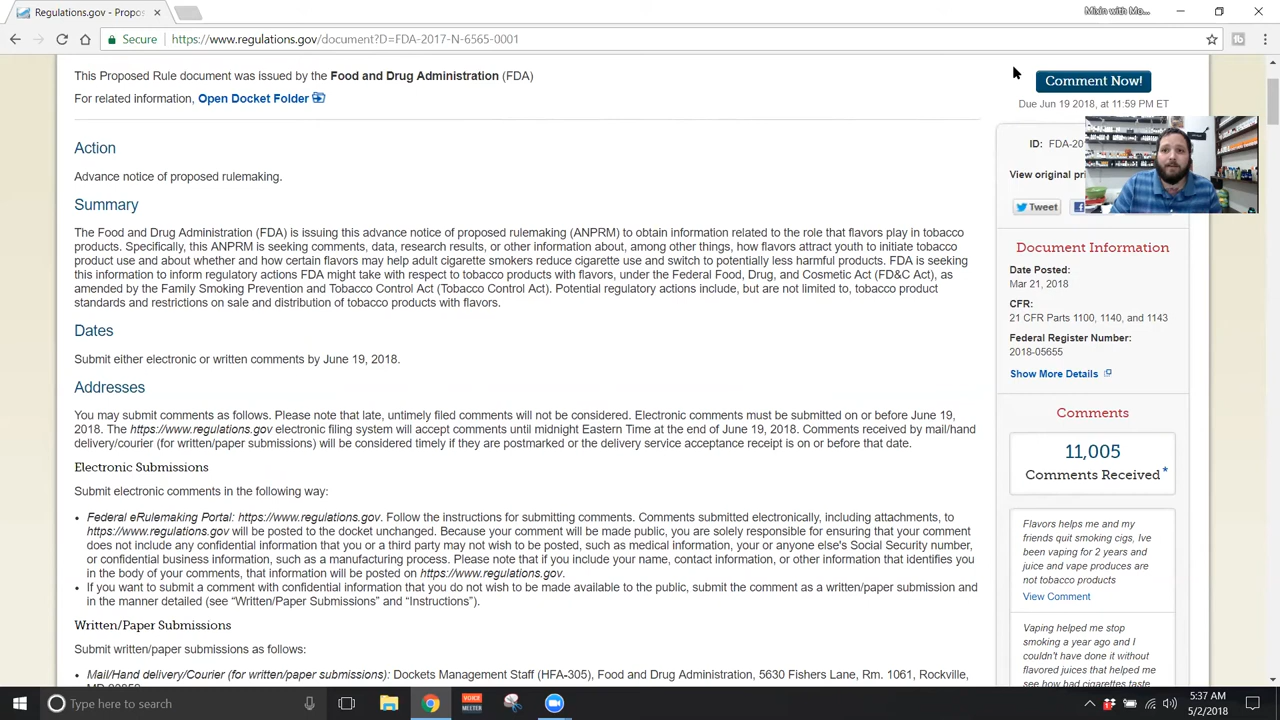 Regulations.gov - Propos
Mixin with Mo...
Secure
https://www.regulations.gov/document?D=FDA-2017-N-6565-0001
This Proposed Rule document was issued by the Food and Drug Administration (FDA)
For related information, Open Docket Folder
Comment Now!
Due Jun 19 2018, at 11:59 PM ET
Action
Advance notice of proposed rulemaking.
Summary
The Food and Drug Administration (FDA) is issuing this advance notice of proposed rulemaking (ANPRM) to obtain information related to the role that flavors play in tobacco
products. Specifically, this ANPRM is seeking comments, data, research results, or other information about, among other things, how flavors attract youth to initiate tobacco
product use and about whether and how certain flavors may help adult cigarette smokers reduce cigarette use and switch to potentially less harmful products. FDA is seeking
this information to inform regulatory actions FDA might take with respect to tobacco products with flavors, under the Federal Food, Drug, and Cosmetic Act (FD&C Act), as
amended by the Family Smoking Prevention and Tobacco Control Act (Tobacco Control Act). Potential regulatory actions include, but are not limited to, tobacco product
standards and restrictions on sale and distribution of tobacco products with flavors.
Dates
Submit either electronic or written comments by June 19, 2018.
Addresses
You may submit comments as follows. Please note that late, untimely filed comments will not be considered. Electronic comments must be submitted on or before June 19,
2018. The https://www.regulations.gov electronic filing system will accept comments until midnight Eastern Time at the end of June 19, 2018. Comments received by mail/hand
delivery/courier (for written/paper submissions) will be considered timely if they are postmarked or the delivery service acceptance receipt is on or before that date.
Electronic Submissions
Submit electronic comments in the following way:
• Federal eRulemaking Portal: https://www.regulations.gov. Follow the instructions for submitting comments. Comments submitted electronically, including attachments, to
https://www.regulations.gov will be posted to the docket unchanged. Because your comment will be made public, you are solely responsible for ensuring that your comment
does not include any confidential information that you or a third party may not wish to be posted, such as medical information, your or anyone else's Social Security number,
or confidential business information, such as a manufacturing process. Please note that if you include your name, contact information, or other information that identifies you
in the body of your comments, that information will be posted on https://www.regulations.gov.
• If you want to submit a comment with confidential information that you do not wish to be made available to the public, submit the comment as a written/paper submission and
in the manner detailed (see “Written/Paper Submissions” and “Instructions”).
Written/Paper Submissions
Submit written/paper submissions as follows:
• Mail/Hand delivery/Courier (for written/paper submissions): Dockets Management Staff (HFA-305), Food and Drug Administration, 5630 Fishers Lane, Rm. 1061, Rockville,
ID: FDA-20
View original pri
Tweet
Document Information
Date Posted:
Mar 21, 2018
CFR:
21 CFR Parts 1100, 1140, and 1143
Federal Register Number:
2018-05655
Show More Details
Comments
11,005
Comments Received*
Flavors helps me and my
friends quit smoking cigs, Ive
been vaping for 2 years and
juice and vape produces are
not tobacco products
View Comment
Vaping helped me stop
smoking a year ago and I
couldn't have done it without
flavored juices that helped me
see how bad cigarettes taste
Type here to search
VOICE
MEETER
5:37 AM
5/2/2018